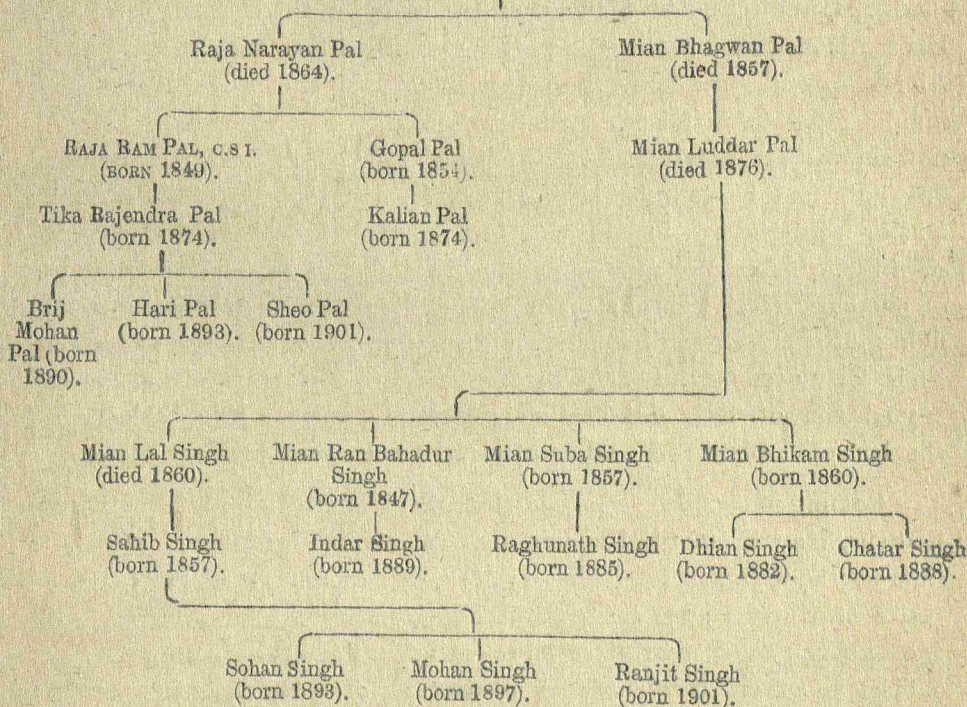 Raja Narayan Pal
(died 1864).
Mian Bhagwan Pal
(died 1857).
RAJA RAM PAL, C.S I.
(BORN 1849).
Gopal Pal
(born 1854).
Mian Luddar Pal
(died 1876).
Tika Rajendra Pal
(born 1874).
Kalian Pal
(born 1874).
Brij
Mohan
Pal (born
1890).
Hari Pal
(born 1893).
Sheo Pal
(born 1901).
Mian Lal Singh
(died 1860).
Mian Ran Bahadur
Singh
(born 1847).
Mian Suba Singh
(born 1857).
Mian Bhikam Singh
(born 1860).
Sahib Singh
(born 1857).
Indar Singh
(born 1889).
Raghunath Singh
(born 1885).
Dhian Singh
(born 1882).
Chatar Singh
(born 1888).
Sohan Singh
(born 1893).
Mohan Singh
(born 1897).
Ranjit Singh
(born 1901).